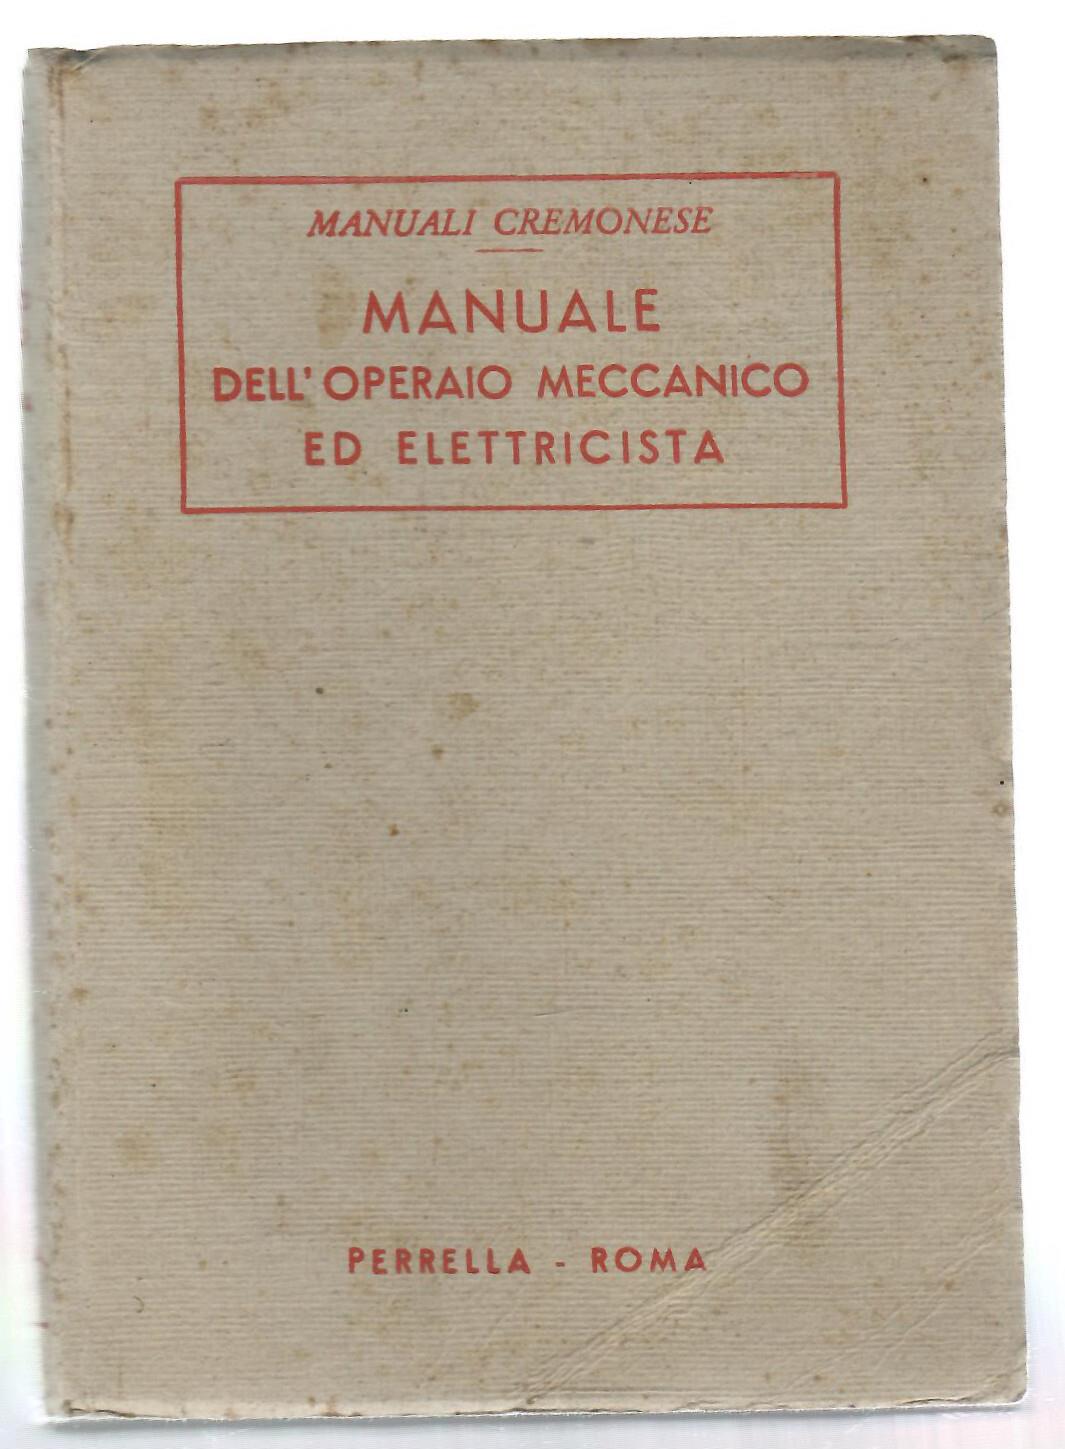 MANUALI CREMONESE
MANUALE
DELL'OPERAIO MECCANICO
ED ELETTRICISTA
PERRELLA - ROMA